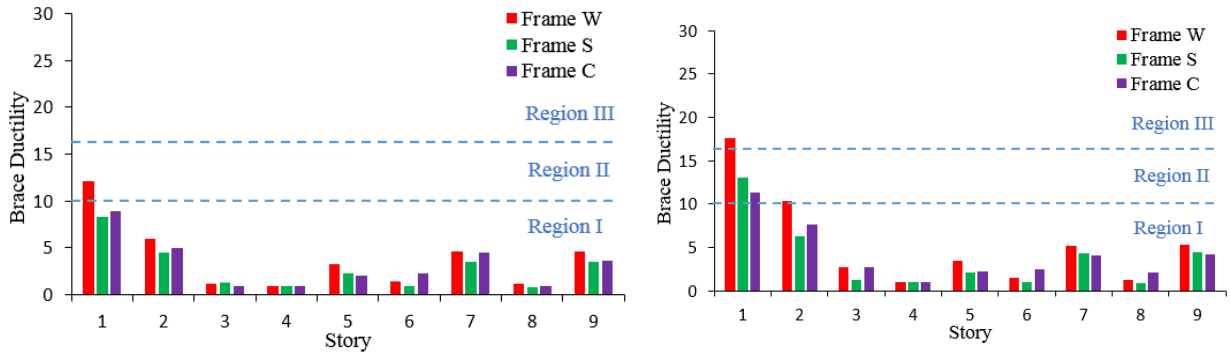 30
25
20
15
10
5
0
Brace Ductility
Frame W
Frame S
Frame C
Region III
Region II
Region I
1 2 3 4 5 6 7 8 9
Story
30
25
20
15
10
5
0
Brace Ductility
Frame W
Frame S
Frame C
Region III
Region II
Region I
1 2 3 4 5 6 7 8 9
Story